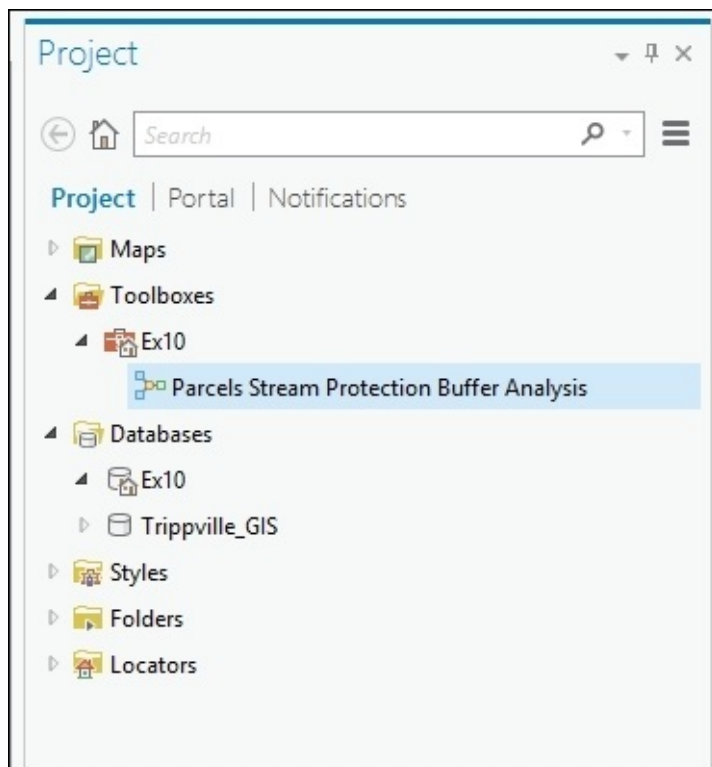 Project
Search
Project | Portal | Notifications
Maps
Toolboxes
Ex10
Parcels Stream Protection Buffer Analysis
Databases
Ex10
Trippville_GIS
Styles
Folders
Locators